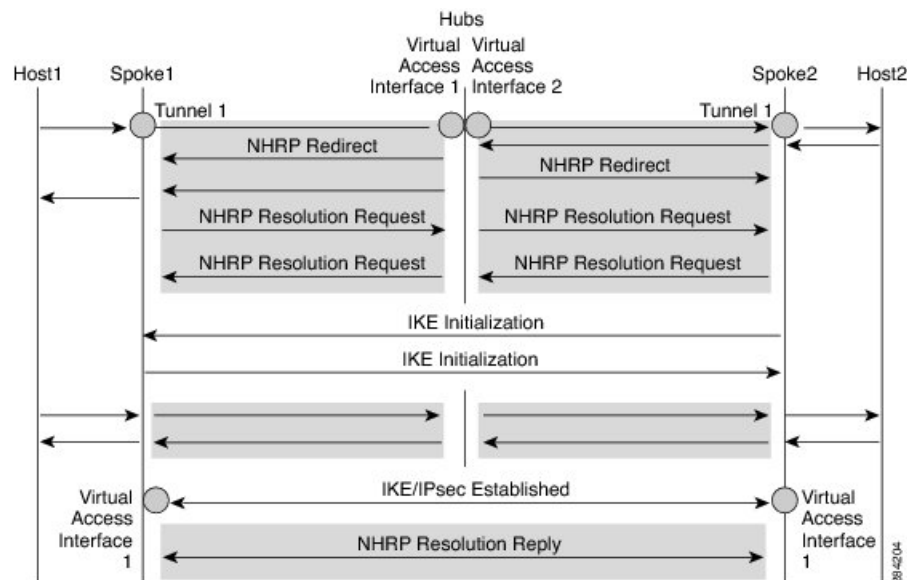 Hubs
Virtual
Access
Interface 1
Virtual
Access
Interface 2
Host1
Spoke1
Spoke2
Host2
Tunnel 1
Tunnel 1
NHRP Redirect
NHRP Redirect
NHRP Resolution Request
NHRP Resolution Request
NHRP Resolution Request
NHRP Resolution Request
IKE Initialization
IKE Initialization
IKE/IPsec Established
Virtual
Access
Interface
1
Virtual
Access
Interface
1
NHRP Resolution Reply